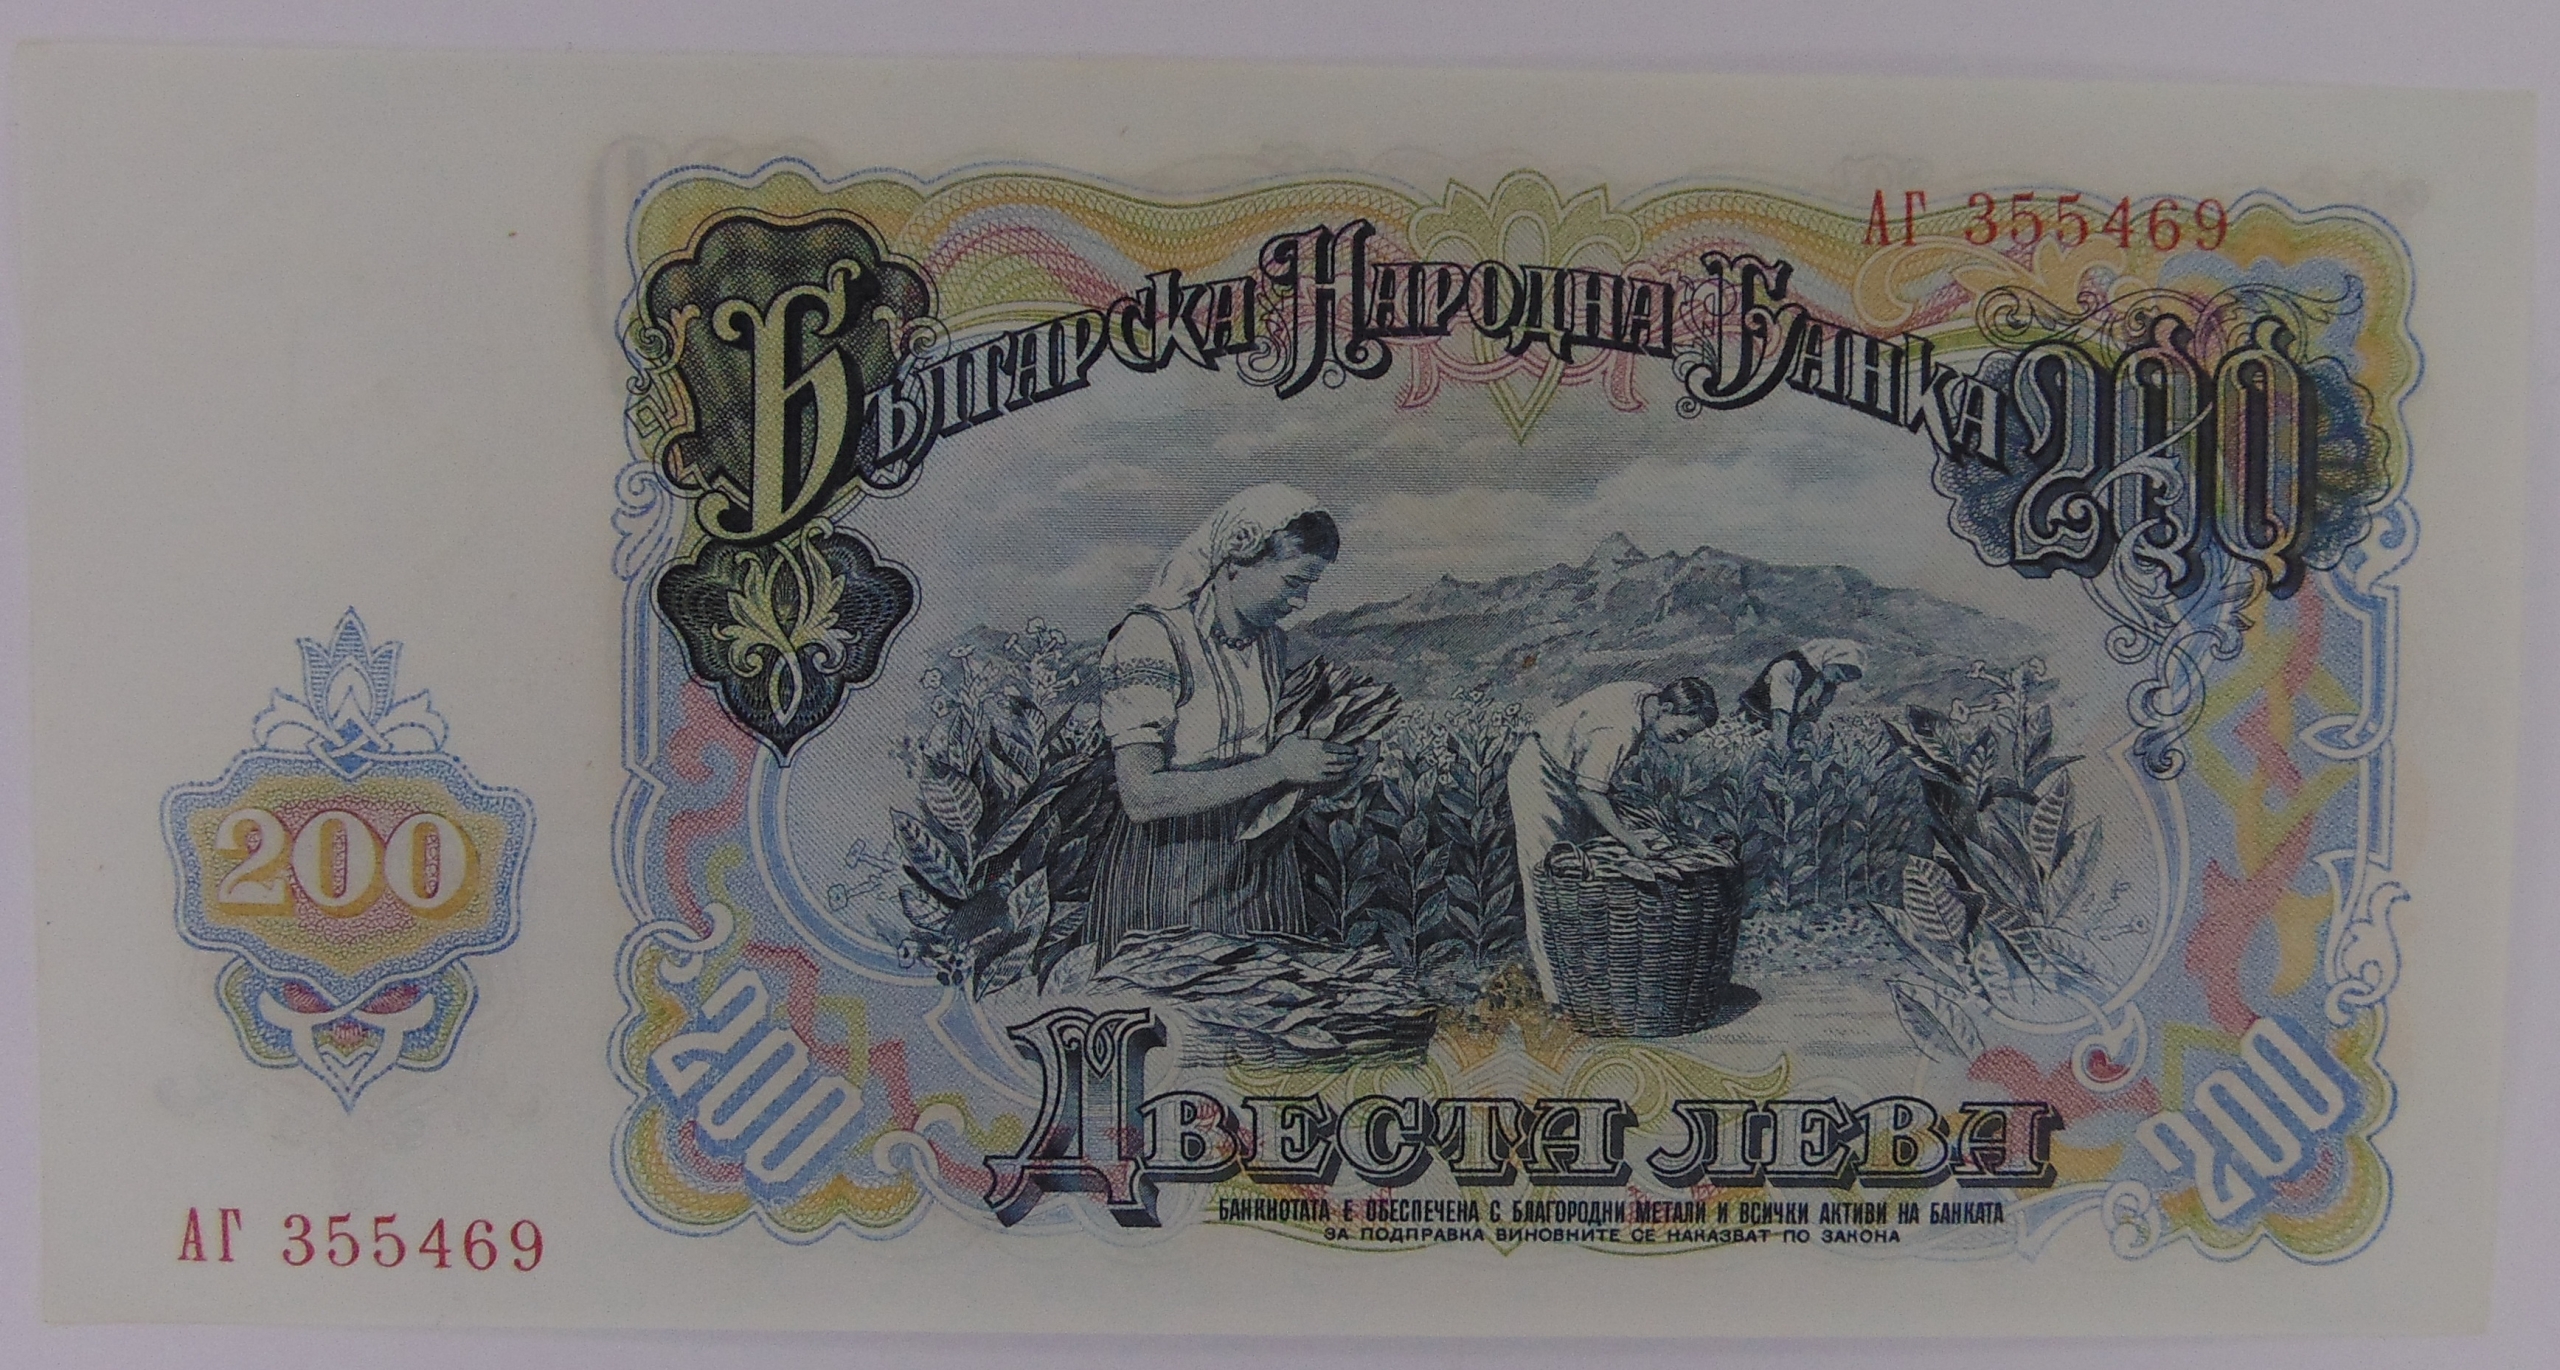 АГ 355469
Българска Народна Банка 200
200
200
200
Двеста лева
БАНКНОТАТА Е ОБЕСПЕЧЕНА С БЛАГОРОДНИ МЕТАЛИ И ВСИЧКИ АКТИВИ НА БАНКАТА
ЗА ПОДПРАВКА ВИНОВНИТЕ СЕ НАКАЗВАТ ПО ЗАКОНА
АГ 355469